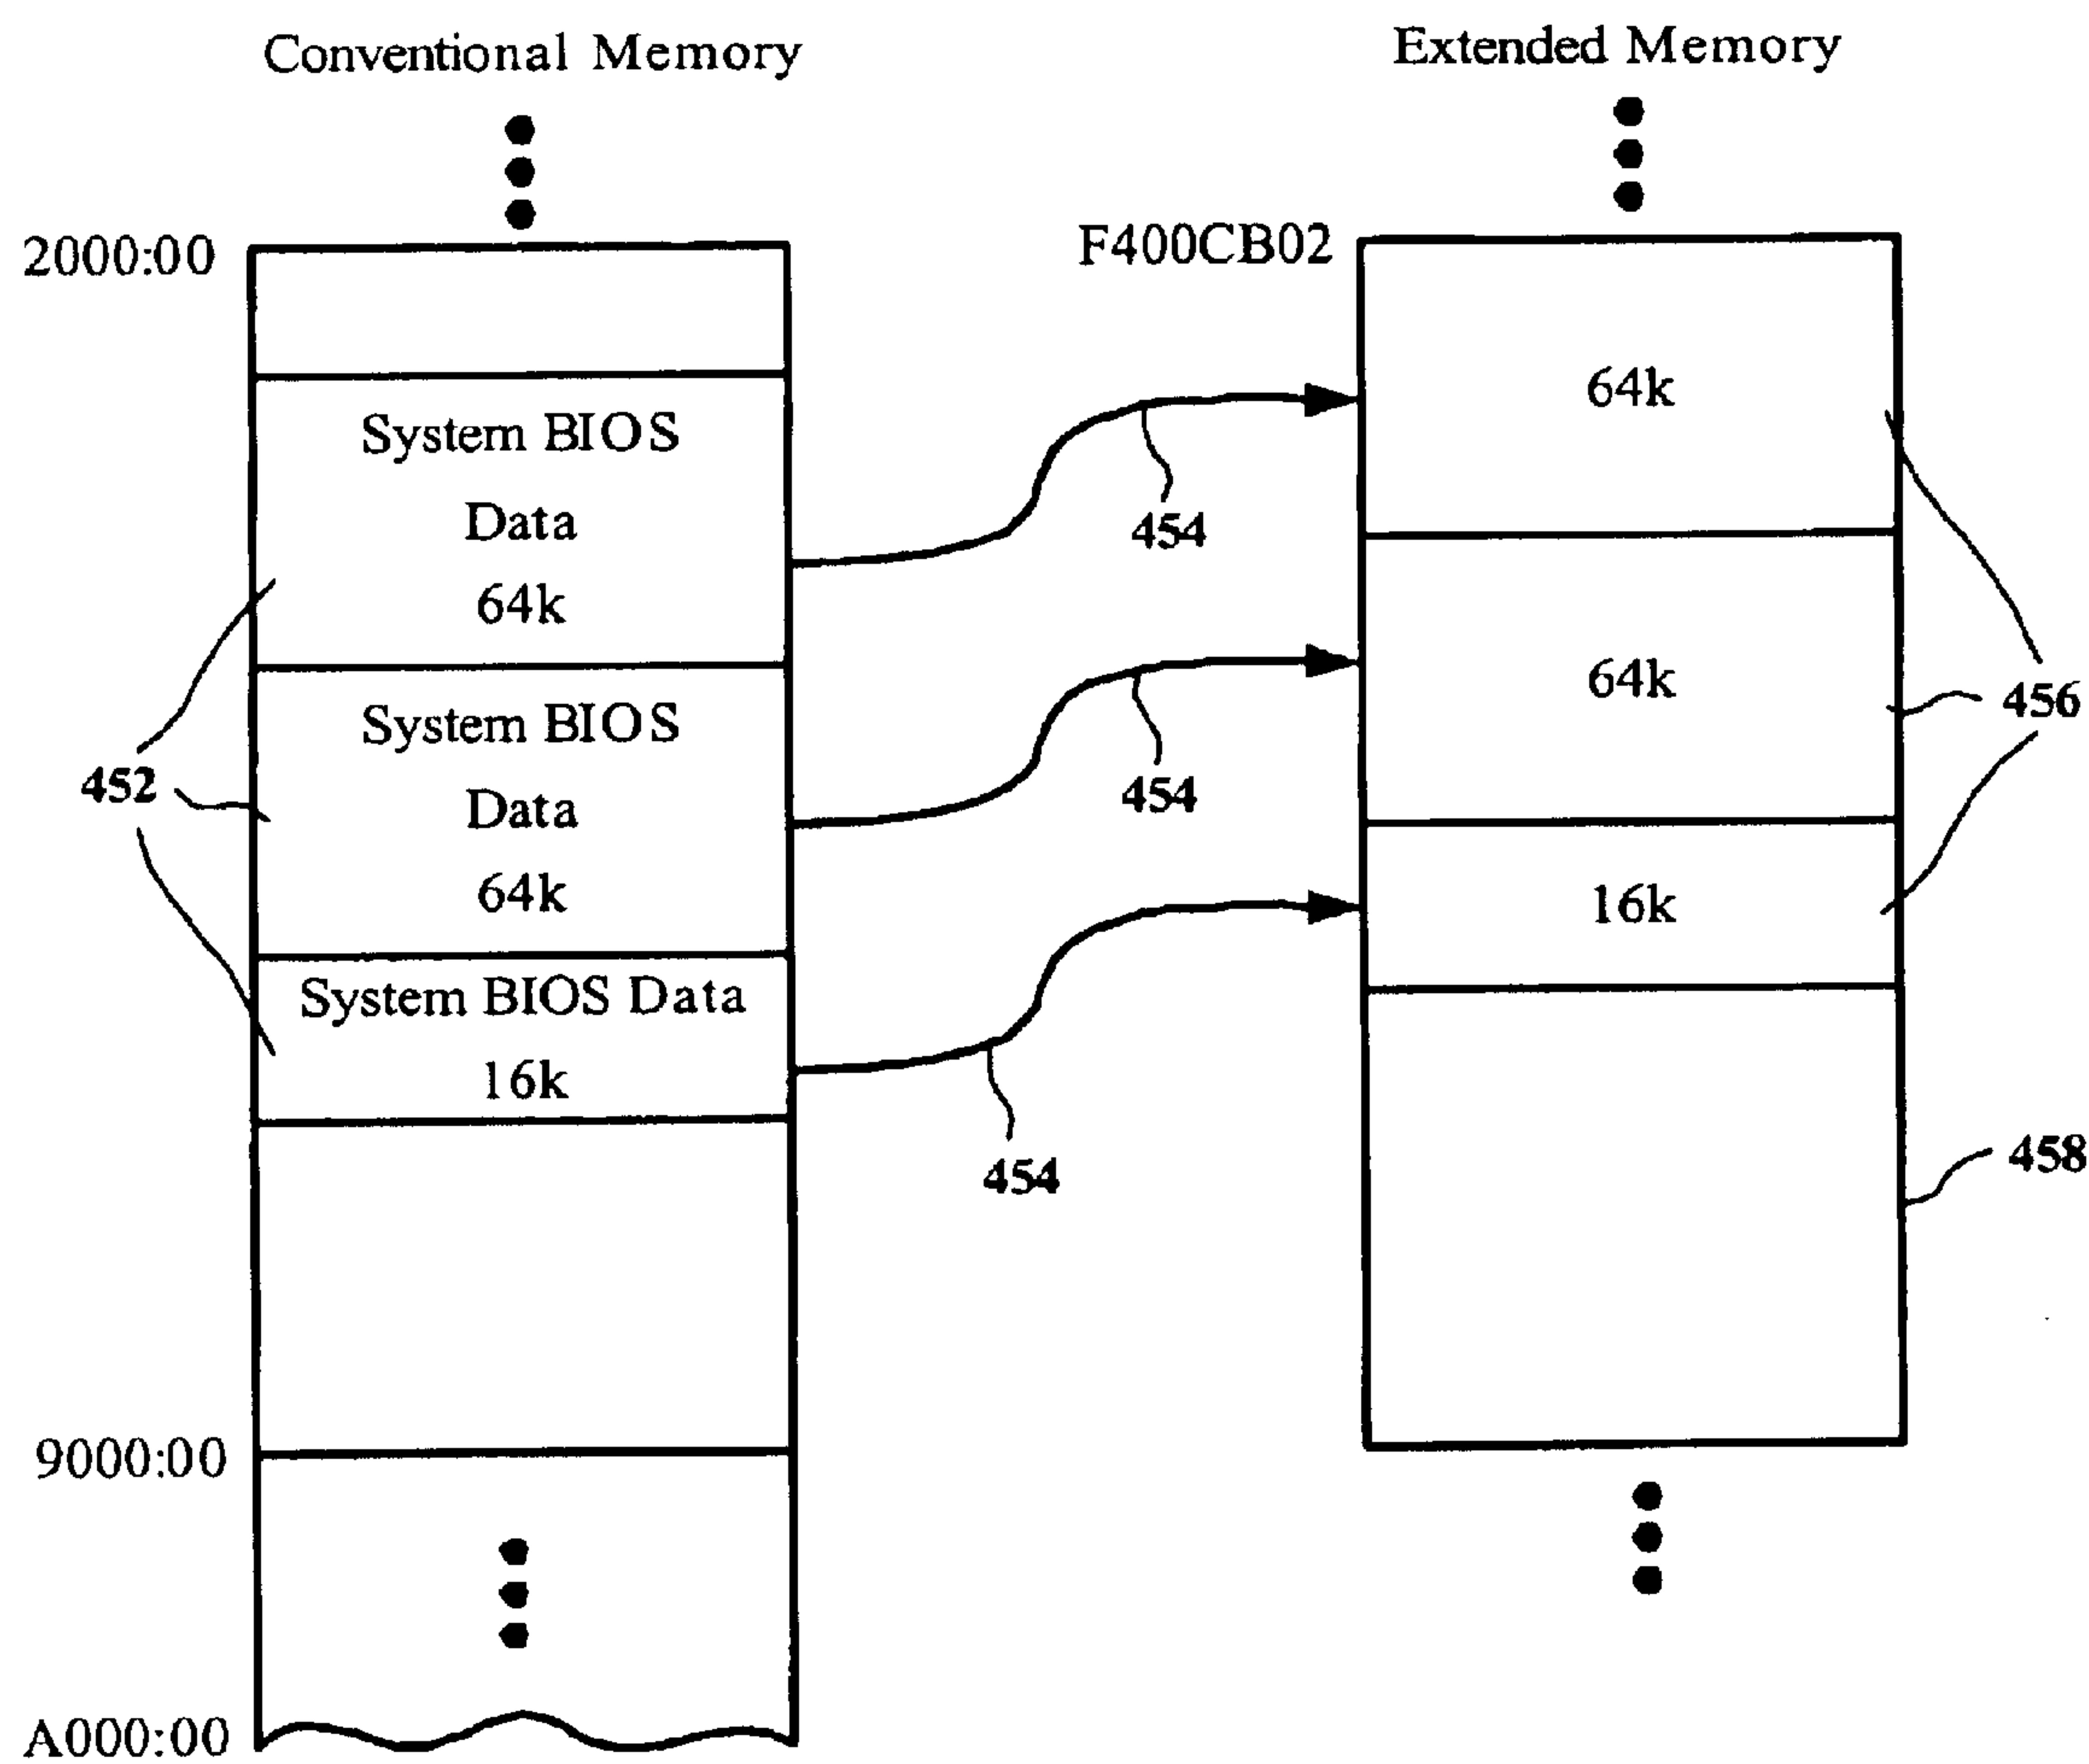 Conventional Memory
Extended Memory
2000:00
F400CB02
System BIOS
Data
64k
System BIOS
Data
64k
System BIOS Data
16k
9000:00
A000:00
452
454
454
454
64k
64k
16k
456
458